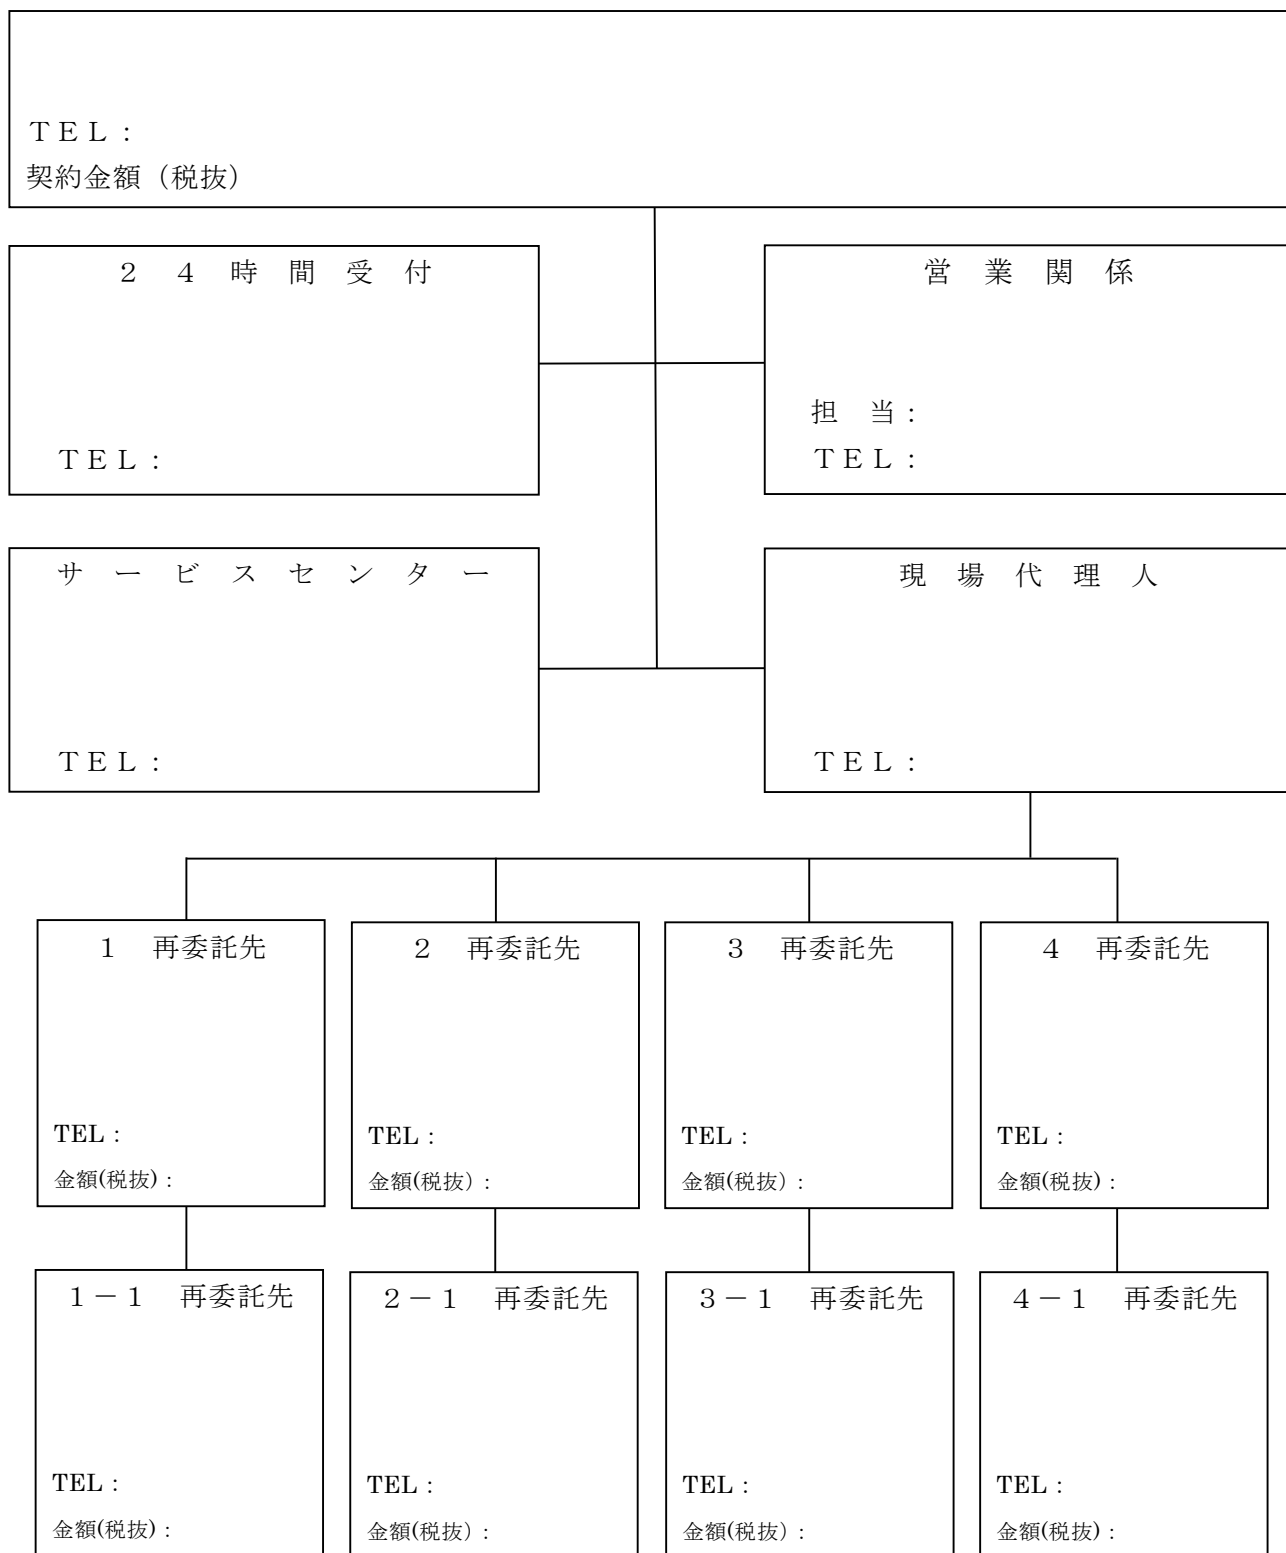 ＴＥＬ：
契約金額（税抜）
２４時間受付
ＴＥＬ：
営業関係
担　当：
ＴＥＬ：
サービスセンター
ＴＥＬ：
現場代理人
ＴＥＬ：
１　再委託先
TEL：
金額(税抜)：
２　再委託先
TEL：
金額(税抜）：
３　再委託先
TEL：
金額(税抜）：
４　再委託先
TEL：
金額(税抜)：
１－１　再委託先
TEL：
金額(税抜)：
２－１　再委託先
TEL：
金額(税抜）：
３－１　再委託先
TEL：
金額(税抜）：
４－１　再委託先
TEL：
金額(税抜)：